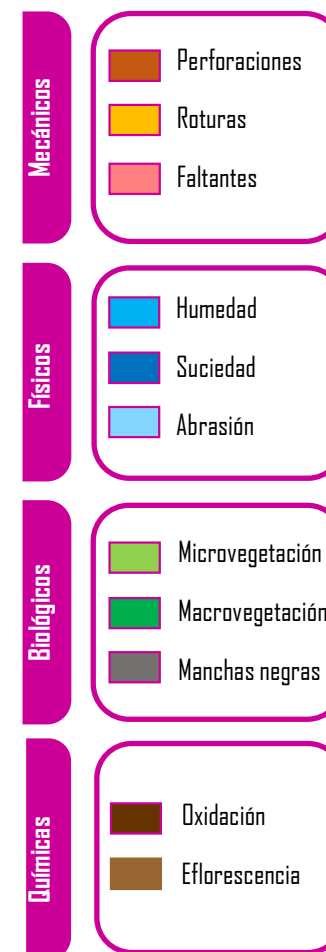 Mecánicos
Perforaciones
Roturas
Faltantes
Físicos
Humedad
Suciedad
Abrasión
Biológicos
Microvegetación
Macrovegetación
Manchas negras
Químicas
Oxidación
Eflorescencia